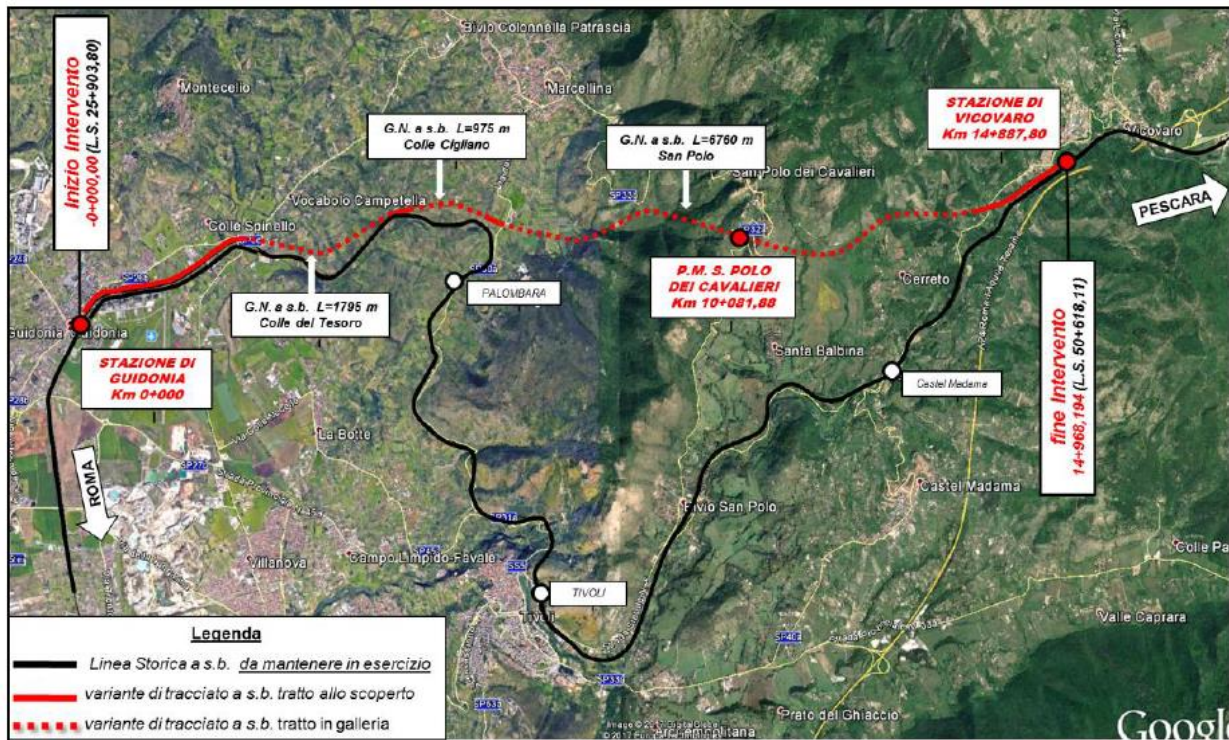 Bivio Colonnella Patrascia
Montecelio
Marcellina
Inizio Intervento
-0+000,00 (L.S. 25+903,80)
G.N. a s.b. L=975 m
Colle Cigliano
G.N. a s.b. L=6760 m
San Polo
STAZIONE DI
VICOVARO
Km 14+887,80
Vicovaro
San Polo dei Cavalieri
PESCARA
Vocabolo Campetella
Colle Spinello
G.N. a s.b. L=1795 m
Colle del Tesoro
PALOMBARA
P.M. S. POLO
DEI CAVALIERI
Km 10+081,88
Cerreto
Guidonia
STAZIONE DI
GUIDONIA
Km 0+000
Santa Balbina
Castel Madama
fine Intervento
14+968,194 (L.S. 50+618,11)
La Botte
ROMA
Castel Madama
Bivio San Polo
Villanova
Campo Limpido-Favale
TIVOLI
Tivoli
Colle Pa
Valle Caprara
Prato del Ghiaccio
Legenda
Linea Storica a s.b. da mantenere in esercizio
variante di tracciato a s.b. tratto allo scoperto
variante di tracciato a s.b. tratto in galleria
Google